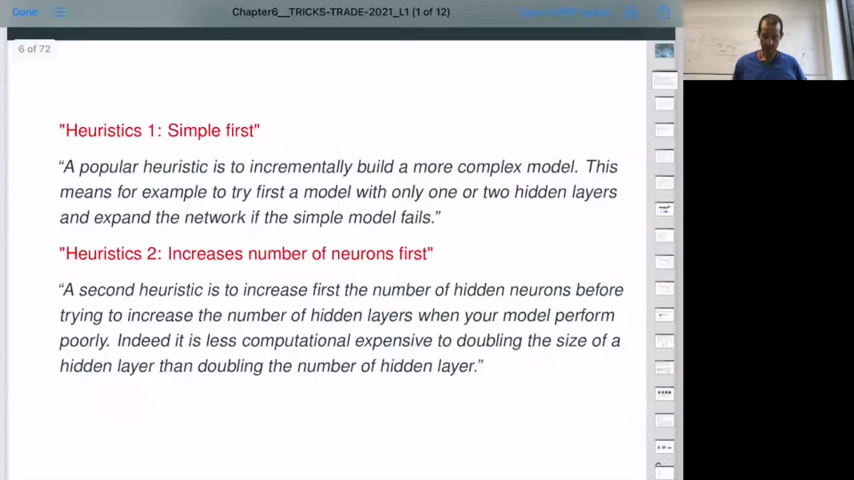 Done
Chapter6__TRICKS-TRADE-2021_L1 (1 of 12)
6 of 72
"Heuristics 1: Simple first"
“A popular heuristic is to incrementally build a more complex model. This
means for example to try first a model with only one or two hidden layers
and expand the network if the simple model fails.”
"Heuristics 2: Increases number of neurons first"
“A second heuristic is to increase first the number of hidden neurons before
trying to increase the number of hidden layers when your model perform
poorly. Indeed it is less computational expensive to doubling the size of a
hidden layer than doubling the number of hidden layer.”